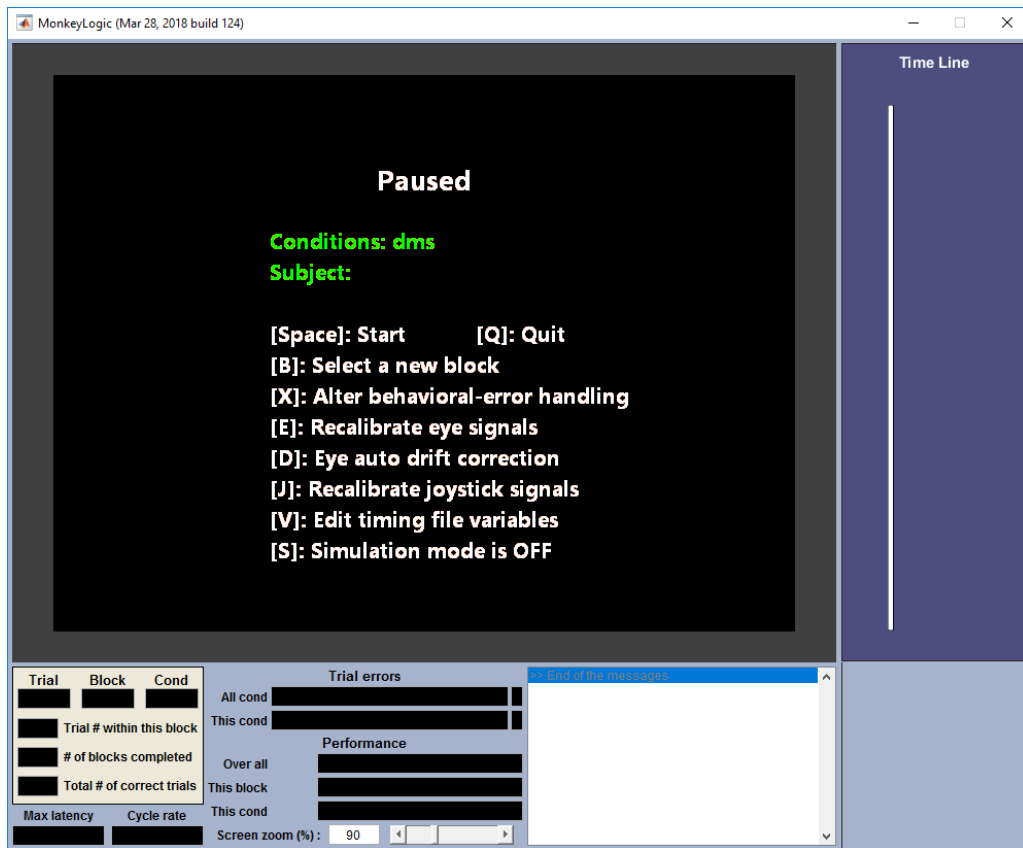 MonkeyLogic (Mar 28, 2018 build 124)
Time Line
Paused
Conditions: dms
Subject:
[Space]: Start [Q]: Quit
[B]: Select a new block
[X]: Alter behavioral-error handling
[E]: Recalibrate eye signals
[D]: Eye auto drift correction
[J]: Recalibrate joystick signals
[V]: Edit timing file variables
[S]: Simulation mode is OFF
Trial Block Cond
Trial # within this block
# of blocks completed
Total # of correct trials
Max latency Cycle rate
Trial errors
All cond
This cond
Performance
Over all
This block
This cond
Screen zoom (%) : 90
>> End of the messages